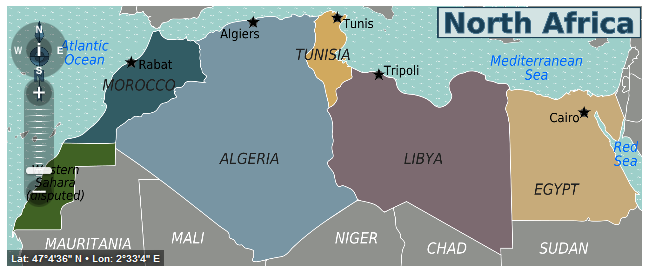 North Africa
N
W
i
E
S
+
−
Atlantic
Ocean
Algiers
Tunis
TUNISIA
Rabat
MOROCCO
Tripoli
Mediterranean
Sea
Cairo
Red
Sea
ALGERIA
LIBYA
EGYPT
Western
Sahara
(disputed)
MAURITANIA
MALI
NIGER
CHAD
SUDAN
Lat: 47°4'36" N • Lon: 2°33'4" E